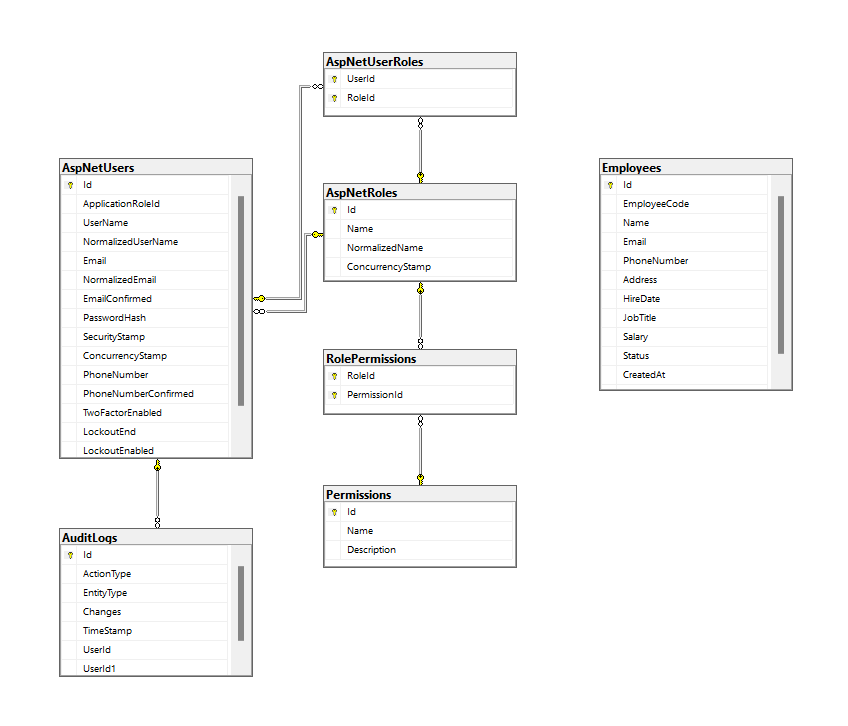 AspNetUserRoles
UserId
RoleId
AspNetUsers
Id
ApplicationRoleId
UserName
NormalizedUserName
Email
NormalizedEmail
EmailConfirmed
PasswordHash
SecurityStamp
ConcurrencyStamp
PhoneNumber
PhoneNumberConfirmed
TwoFactorEnabled
LockoutEnd
LockoutEnabled
AspNetRoles
Id
Name
NormalizedName
ConcurrencyStamp
Employees
Id
EmployeeCode
Name
Email
PhoneNumber
Address
HireDate
JobTitle
Salary
Status
CreatedAt
RolePermissions
RoleId
PermissionId
Permissions
Id
Name
Description
AuditLogs
Id
ActionType
EntityType
Changes
TimeStamp
UserId
UserId1